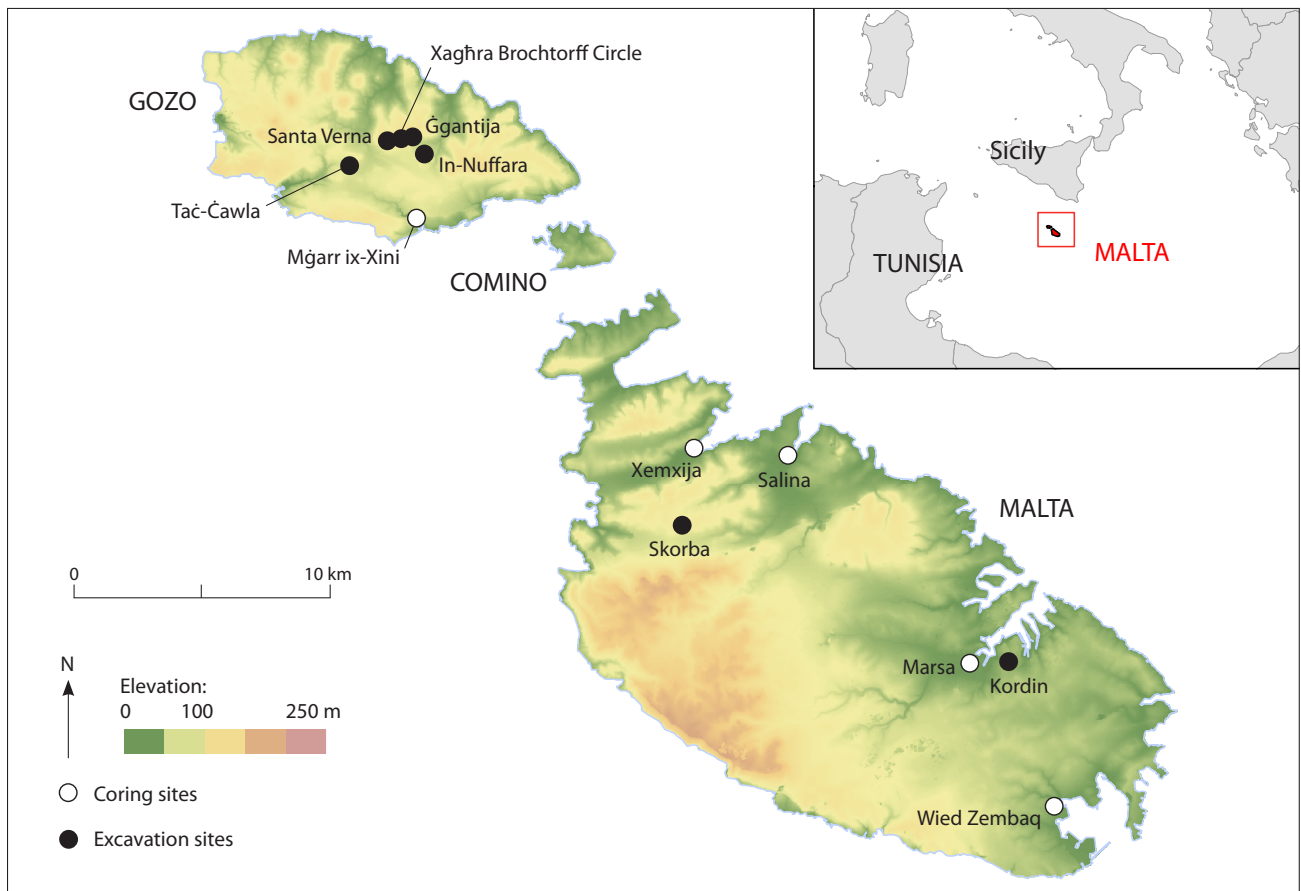 Xagħra Brochtorff Circle
GOZO
Santa Verna
Ġgantija
In-Nuffara
Taċ-Ċawla
Mġarr ix-Xini
COMINO
Sicily
TUNISIA
MALTA
Xemxija
Salina
MALTA
Skorba
0 10 km
Marsa
Kordin
N
Elevation:
0 100 250 m
Coring sites
Wied Zembaq
Excavation sites